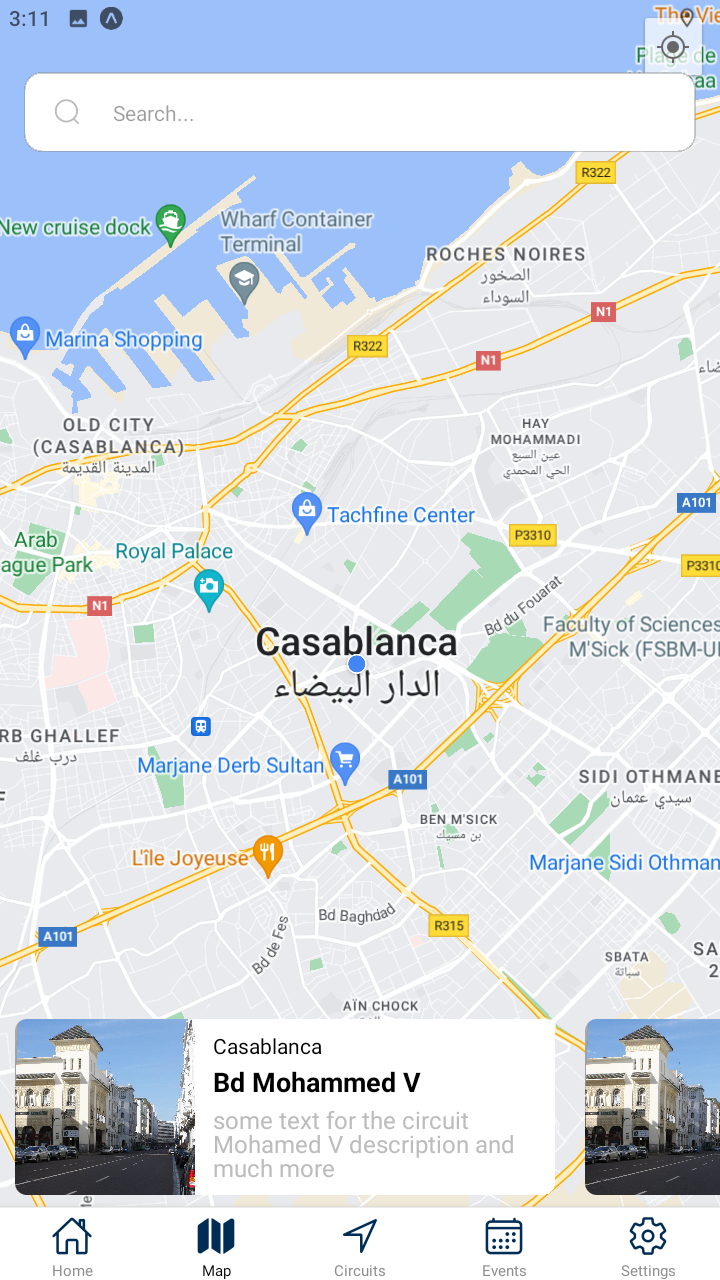 3:11
The Vie
Plage de
Search...
R322
New cruise dock
Wharf Container
Terminal
ROCHES NOIRES
الصخور
السوداء
N1
Marina Shopping
R322
N1
OLD CITY
(CASABLANCA)
المدينة القديمة
HAY
MOHAMMADI
عين السبع
الحي المحمدي
A101
Tachfine Center
P3310
Arab
ague Park
Royal Palace
P3310
N1
Bd du Fouarat
Faculty of Sciences
M'Sick (FSBM-UI
Casablanca
الدار البيضاء
RB GHALLEF
درب غلف
Marjane Derb Sultan
A101
SIDI OTHMANE
سيدي عثمان
BEN M'SICK
بن مسيك
L'île Joyeuse
Marjane Sidi Othman
Bd Baghdad
R315
A101
Bd de Fes
SBATA
سباتة
SA
2
AÏN CHOCK
Casablanca
Bd Mohammed V
some text for the circuit
Mohamed V description and
much more
Home
Map
Circuits
Events
Settings